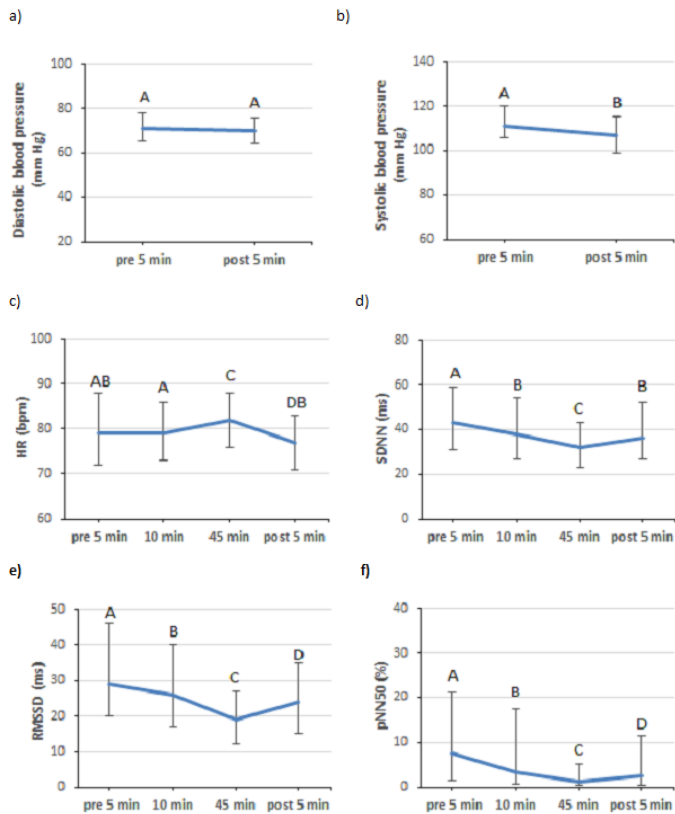 a)
b)
Diastolic blood pressure
(mm Hg)
100
80
60
40
20
A
A
pre 5 min
post 5 min
Systolic blood pressure
(mm Hg)
140
120
100
80
60
A
B
pre 5 min
post 5 min
c)
d)
HR (bpm)
100
90
80
70
60
AB
A
C
DB
pre 5 min
10 min
45 min
post 5 min
SDNN (ms)
80
60
40
20
0
A
B
C
B
pre 5 min
10 min
45 min
post 5 min
e)
f)
RMSSD (ms)
50
40
30
20
10
0
A
B
C
D
pre 5 min
10 min
45 min
post 5 min
pNN50 (%)
40
30
20
10
0
A
B
C
D
pre 5 min
10 min
45 min
post 5 min